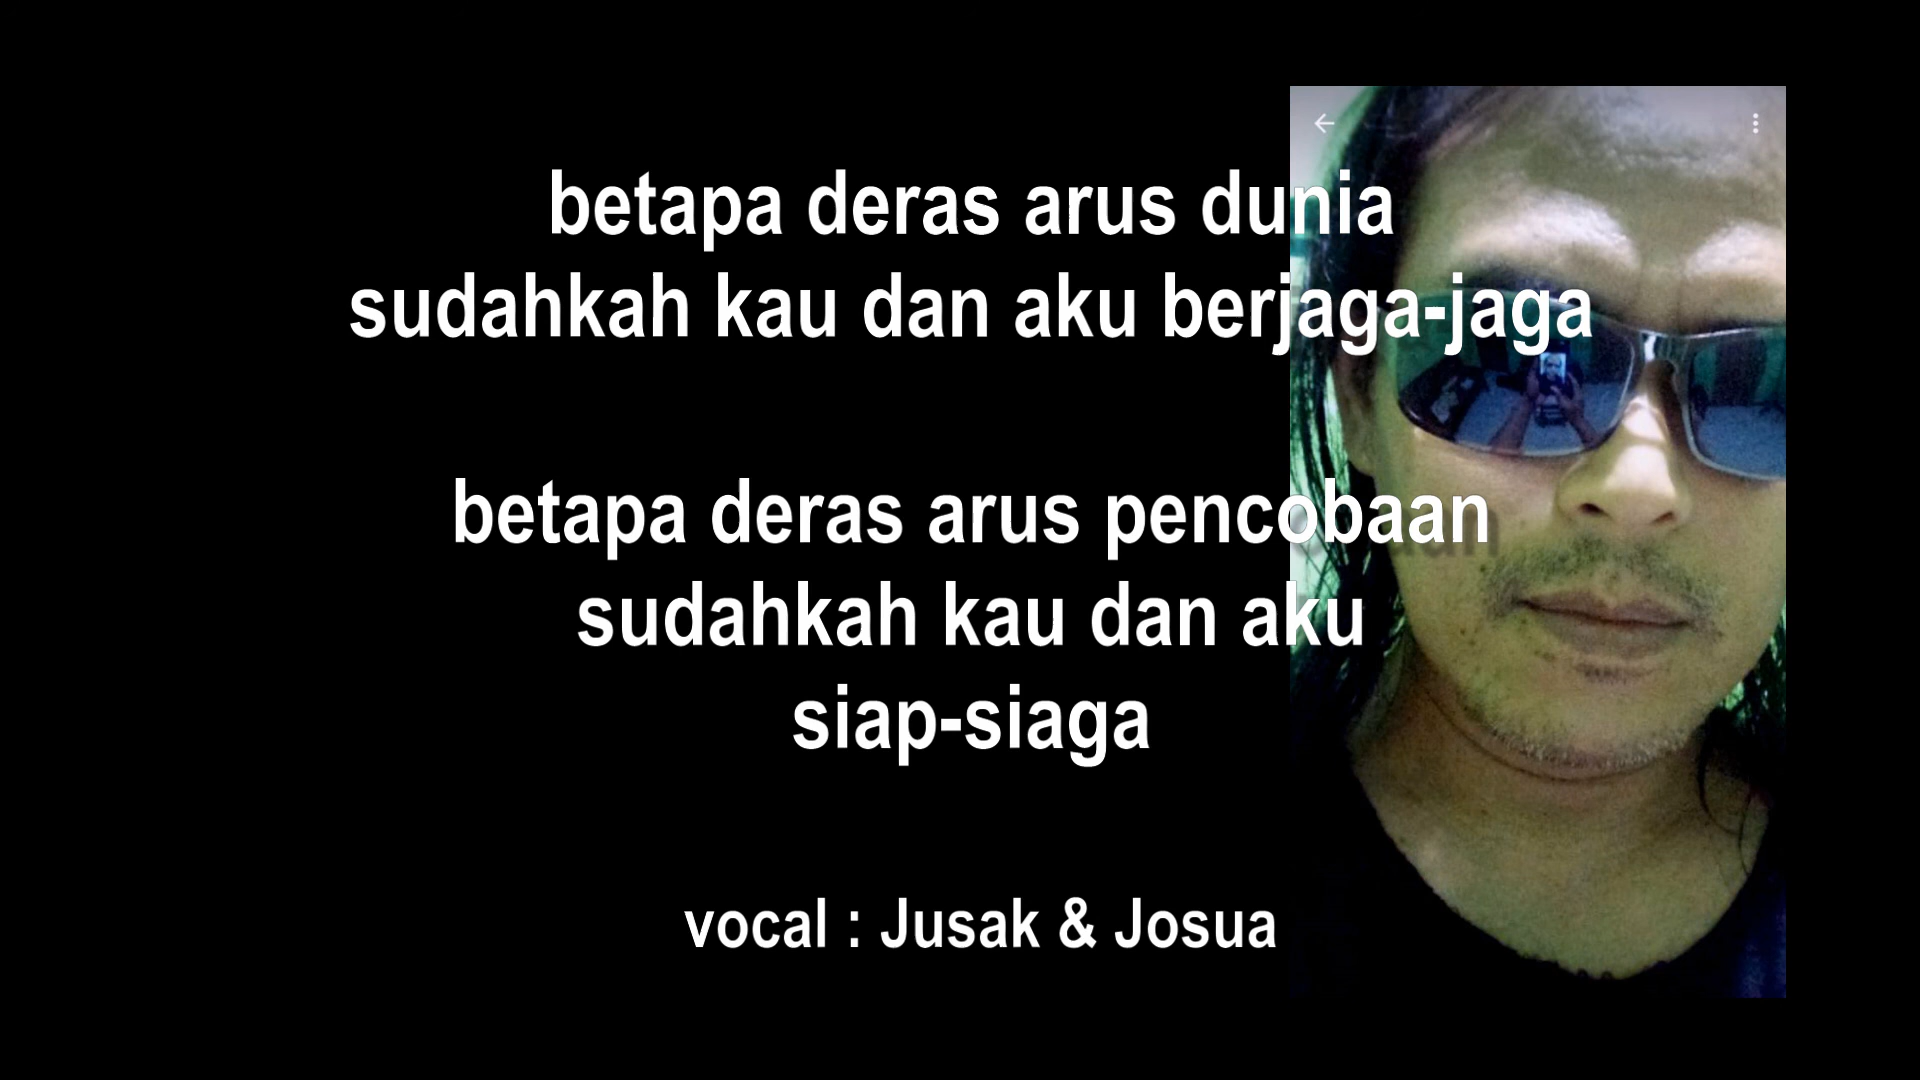 betapa deras arus dunia
sudahkah kau dan aku berjaga-jaga
betapa deras arus pencobaan
sudahkah kau dan aku
siap-siaga
vocal : Jusak & Josua